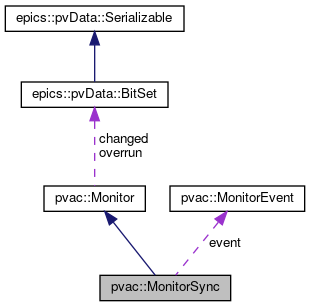 epics::pvData::Serializable
epics::pvData::BitSet
changed
overrun
pvac::Monitor
pvac::MonitorEvent
event
pvac::MonitorSync